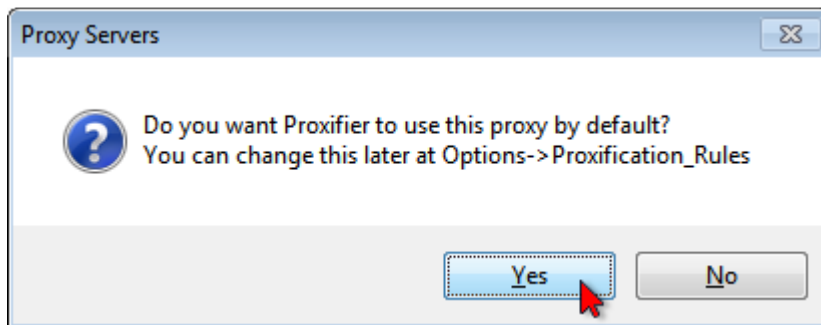 Proxy Servers
Do you want Proxifier to use this proxy by default?
You can change this later at Options->Proxification_Rules
Yes
No